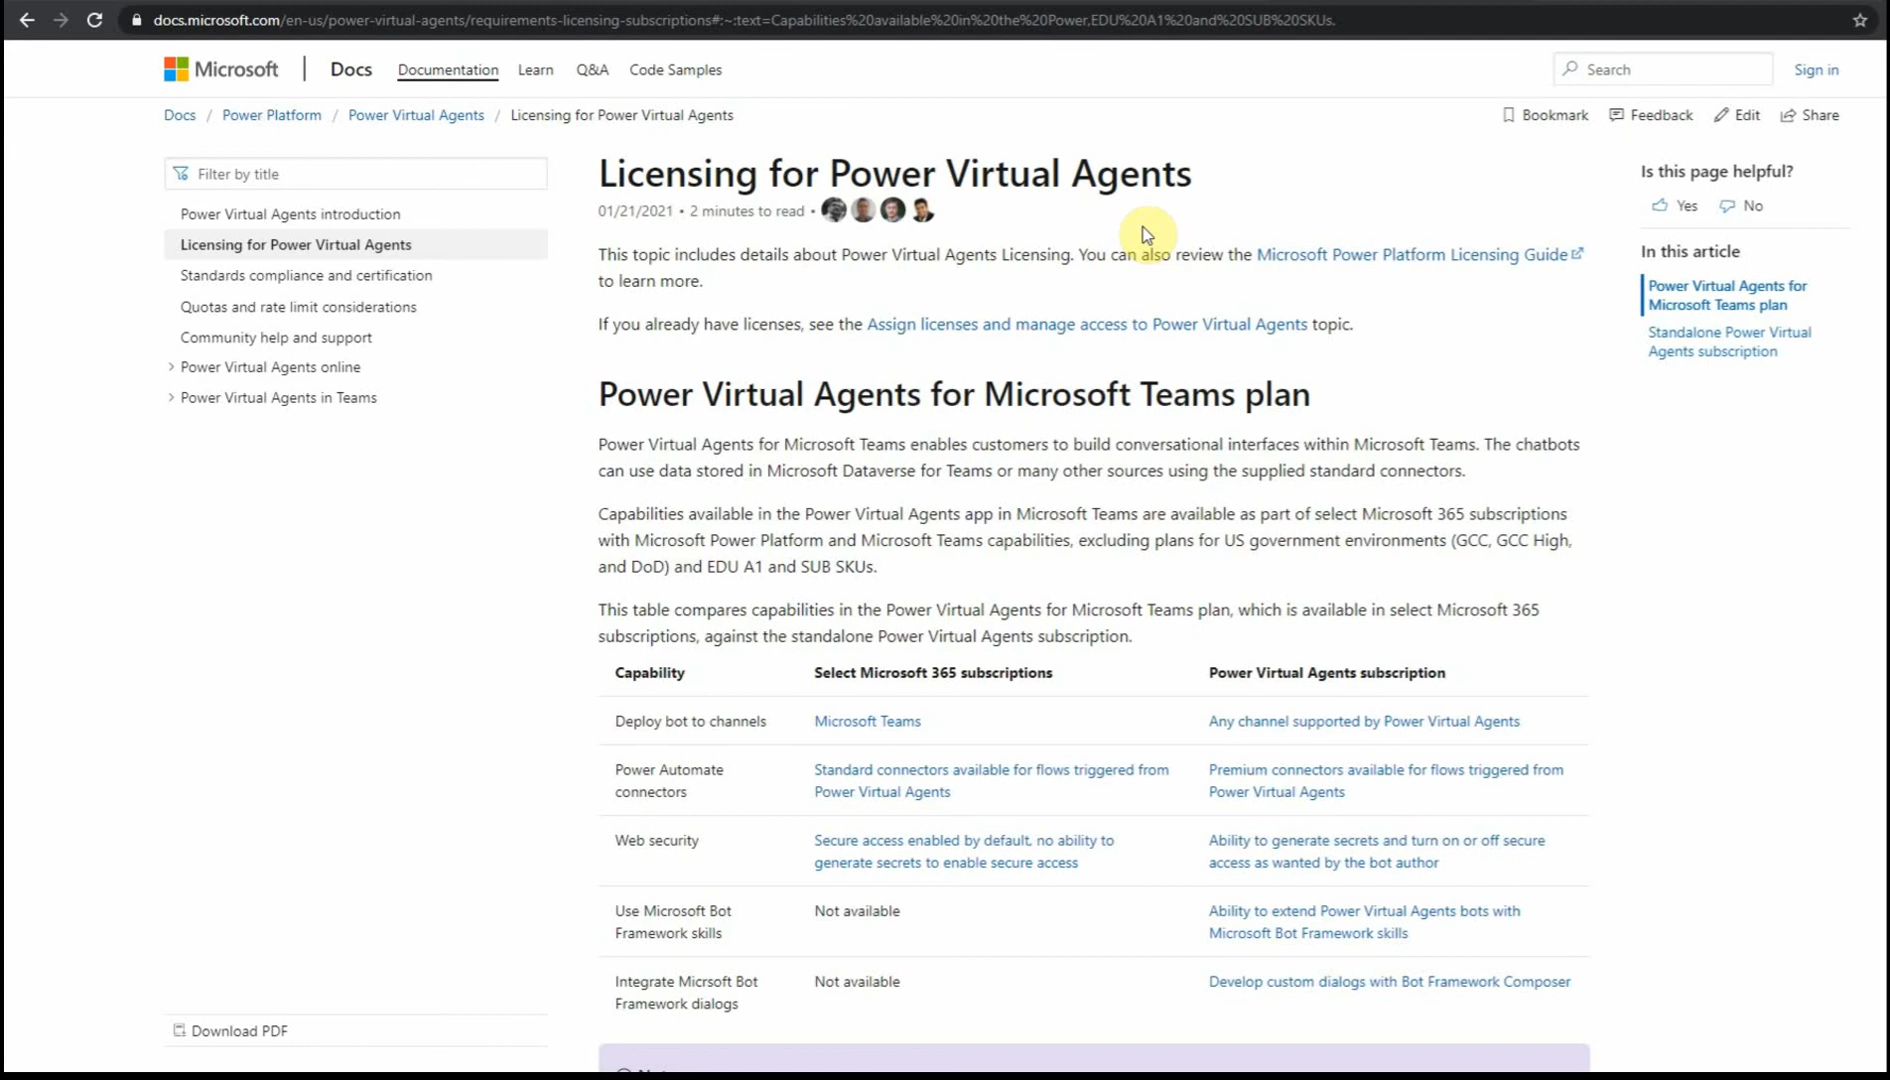 docs.microsoft.com/en-us/power-virtual-agents/requirements-licensing-subscriptions#:~:text=Capabilities%20available%20in%20the%20Power,EDU%20A1%20and%20SUB%20SKUs.
Microsoft Docs Documentation Learn Q&A Code Samples Search Sign in
Docs / Power Platform / Power Virtual Agents / Licensing for Power Virtual Agents
Bookmark Feedback Edit Share
Filter by title
Power Virtual Agents introduction
Licensing for Power Virtual Agents
Standards compliance and certification
Quotas and rate limit considerations
Community help and support
Power Virtual Agents online
Power Virtual Agents in Teams
Download PDF
Licensing for Power Virtual Agents
01/21/2021 • 2 minutes to read •
This topic includes details about Power Virtual Agents Licensing. You can also review the Microsoft Power Platform Licensing Guide
to learn more.
If you already have licenses, see the Assign licenses and manage access to Power Virtual Agents topic.
Power Virtual Agents for Microsoft Teams plan
Power Virtual Agents for Microsoft Teams enables customers to build conversational interfaces within Microsoft Teams. The chatbots
can use data stored in Microsoft Dataverse for Teams or many other sources using the supplied standard connectors.
Capabilities available in the Power Virtual Agents app in Microsoft Teams are available as part of select Microsoft 365 subscriptions
with Microsoft Power Platform and Microsoft Teams capabilities, excluding plans for US government environments (GCC, GCC High,
and DoD) and EDU A1 and SUB SKUs.
This table compares capabilities in the Power Virtual Agents for Microsoft Teams plan, which is available in select Microsoft 365
subscriptions, against the standalone Power Virtual Agents subscription.
Capability Select Microsoft 365 subscriptions Power Virtual Agents subscription
Deploy bot to channels Microsoft Teams Any channel supported by Power Virtual Agents
Power Automate Standard connectors available for flows triggered from Premium connectors available for flows triggered from
connectors Power Virtual Agents Power Virtual Agents
Web security Secure access enabled by default, no ability to Ability to generate secrets and turn on or off secure
generate secrets to enable secure access access as wanted by the bot author
Use Microsoft Bot Not available Ability to extend Power Virtual Agents bots with
Framework skills Microsoft Bot Framework skills
Integrate Micrsoft Bot Not available Develop custom dialogs with Bot Framework Composer
Framework dialogs
Is this page helpful?
Yes No
In this article
Power Virtual Agents for
Microsoft Teams plan
Standalone Power Virtual
Agents subscription